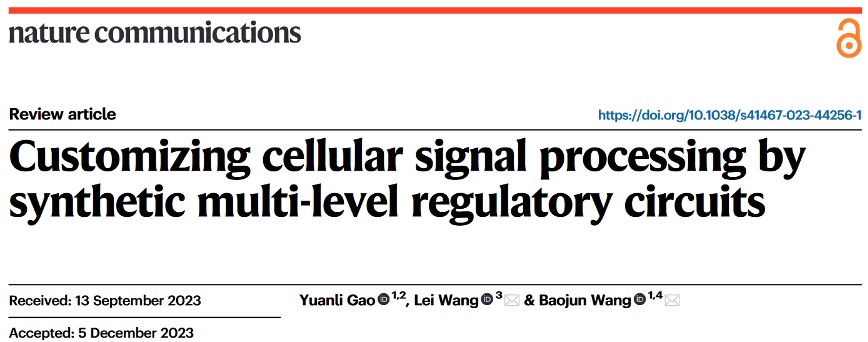 nature communications
Review article
https://doi.org/10.1038/s41467-023-44256-1
Customizing cellular signal processing by
synthetic multi-level regulatory circuits
Received: 13 September 2023
Yuanli Gao 1,2, Lei Wang 3 & Baojun Wang 1,4
Accepted: 5 December 2023